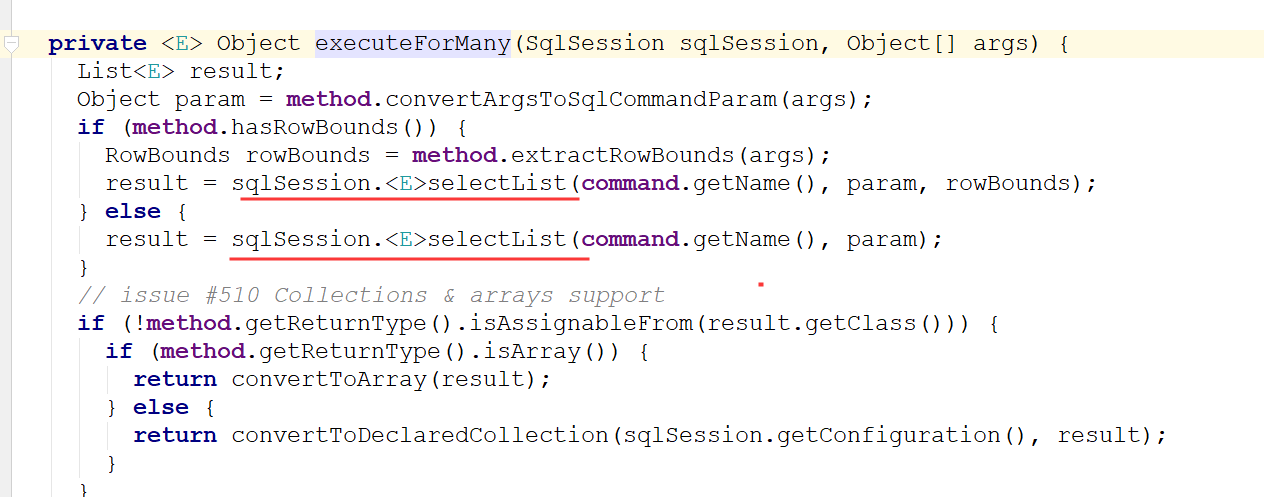 private <E> Object executeForMany(SqlSession sqlSession, Object[] args) {
List<E> result;
Object param = method.convertArgsToSqlCommandParam(args);
if (method.hasRowBounds()) {
RowBounds rowBounds = method.extractRowBounds(args);
result = sqlSession.<E>selectList(command.getName(), param, rowBounds);
} else {
result = sqlSession.<E>selectList(command.getName(), param);
}
// issue #510 Collections & arrays support
if (!method.getReturnType().isAssignableFrom(result.getClass())) {
if (method.getReturnType().isArray()) {
return convertToArray(result);
} else {
return convertToDeclaredCollection(sqlSession.getConfiguration(), result);
}
}